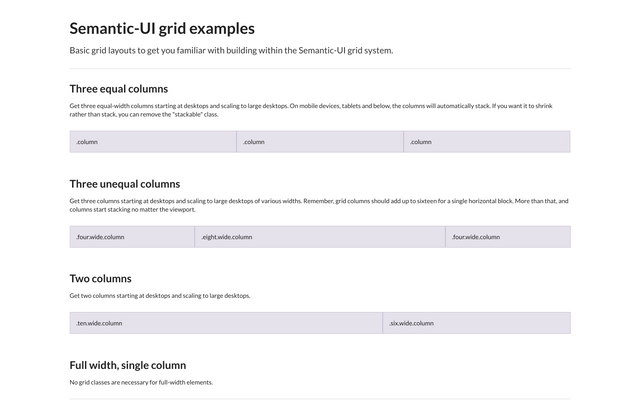 Semantic-UI grid examples
Basic grid layouts to get you familiar with building within the Semantic-UI grid system.
Three equal columns
Get three equal-width columns starting at desktops and scaling to large desktops. On mobile devices, tablets and below, the columns will automatically stack. If you want it to shrink
rather than stack, you can remove the "stackable" class.
.column .column .column
Three unequal columns
Get three columns starting at desktops and scaling to large desktops of various widths. Remember, grid columns should add up to sixteen for a single horizontal block. More than that, and
columns start stacking no matter the viewport.
.four.wide.column .eight.wide.column .four.wide.column
Two columns
Get two columns starting at desktops and scaling to large desktops.
.ten.wide.column .six.wide.column
Full width, single column
No grid classes are necessary for full-width elements.